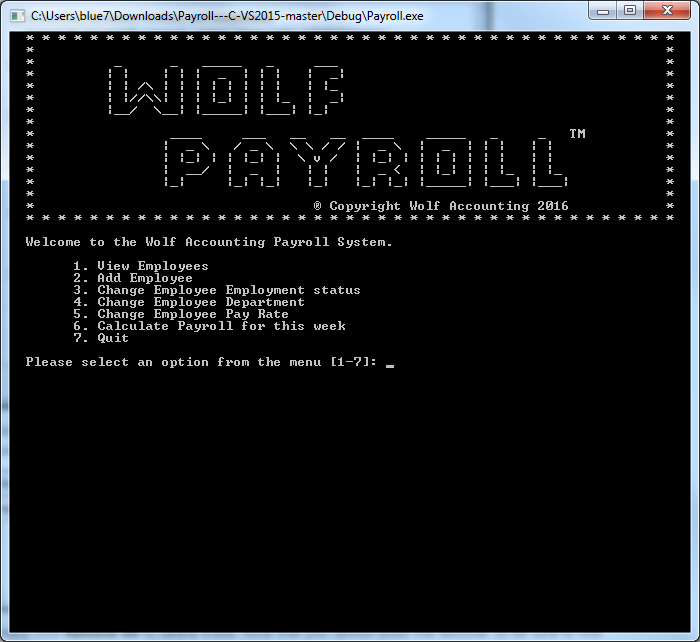 C:\Users\blue7\Downloads\Payroll---C-VS2015-master\Debug\Payroll.exe
WOLF
PAYROLL TM
® Copyright Wolf Accounting 2016
Welcome to the Wolf Accounting Payroll System.
1. View Employees
2. Add Employee
3. Change Employee Employment status
4. Change Employee Department
5. Change Employee Pay Rate
6. Calculate Payroll for this week
7. Quit
Please select an option from the menu [1-7]: _